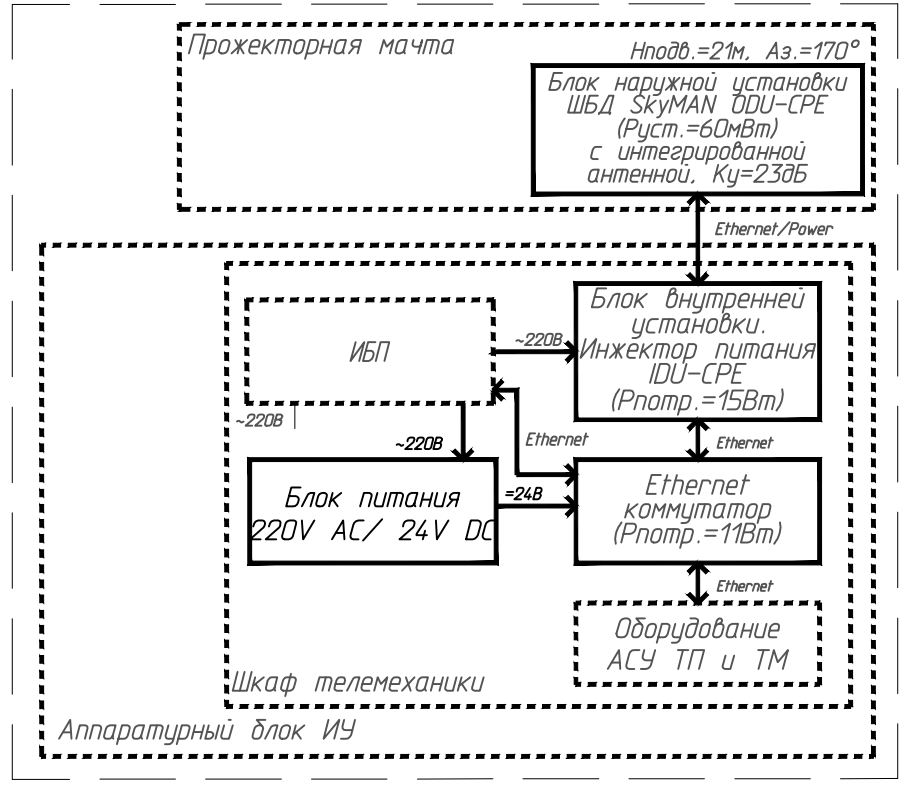 Прожекторная мачта
Hподв.=21м, Аз.=170°
Блок наружной установки
ШБД SkyMAN ODU-CPE
(Руст.=60мВт)
с интегрированной
антенной, Ку=23дБ
Ethernet/Power
Блок внутренней
установки.
Инжектор питания
IDU-CPE
(Рпотр.=15Вт)
ИБП
~220В
~220В
~220В
Ethernet
Ethernet
Блок питания
220V AC/ 24V DC
=24В
Ethernet
коммутатор
(Рпотр.=11Вт)
Ethernet
Оборудование
АСУ ТП и ТМ
Шкаф телемеханики
Аппаратурный блок ИУ